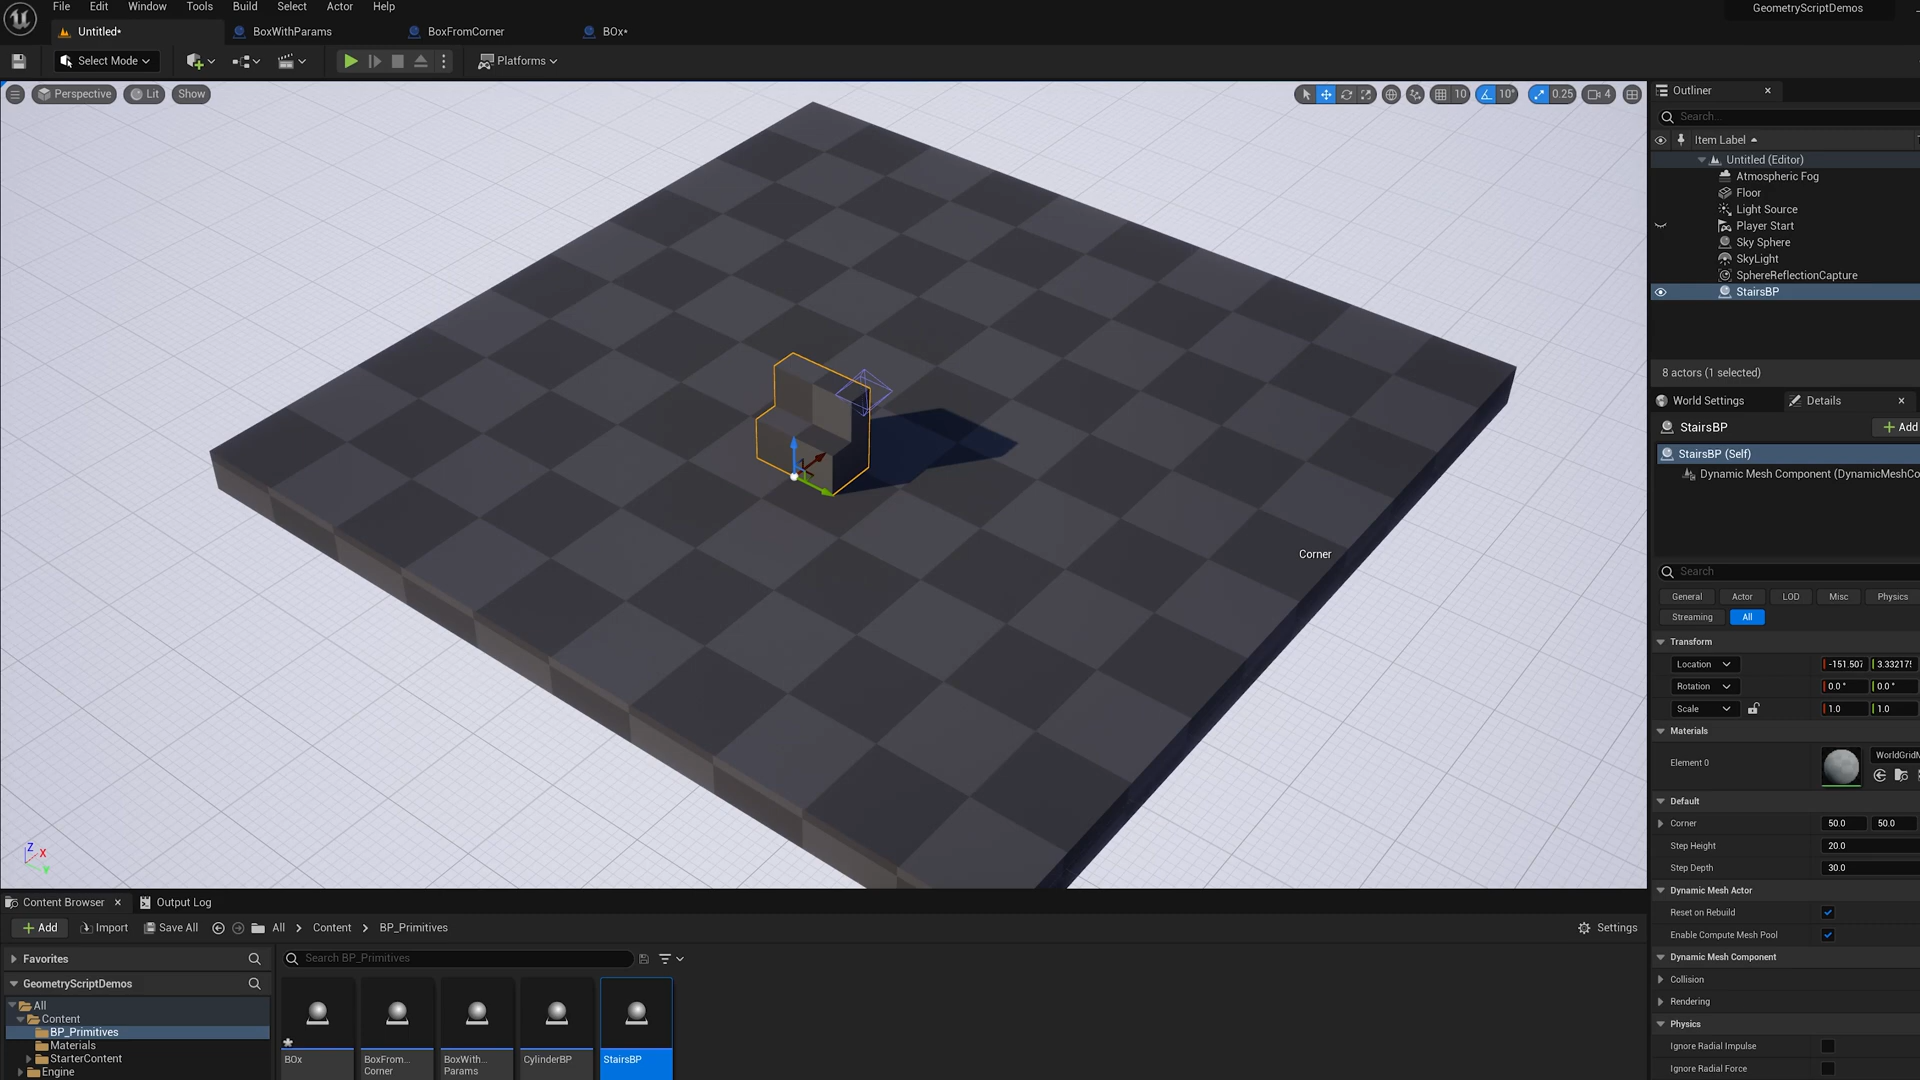 File Edit Window Tools Build Select Actor Help
GeometryScriptDemos
Untitled*
BoxWithParams
BoxFromCorner
BOx*
Select Mode
Platforms
Perspective
Lit
Show
10
10°
0.25
4
Outliner
Search...
Item Label
Untitled (Editor)
Atmospheric Fog
Floor
Light Source
Player Start
Sky Sphere
SkyLight
SphereReflectionCapture
StairsBP
8 actors (1 selected)
World Settings
Details
StairsBP
Add
StairsBP (Self)
Dynamic Mesh Component (DynamicMeshCo
Corner
Search
General
Actor
LOD
Misc
Physics
Streaming
All
Transform
Location -151.507 3.33217
Rotation 0.0° 0.0°
Scale 1.0 1.0
Materials
Element 0
WorldGridM
Default
Corner 50.0 50.0
Step Height 20.0
Step Depth 30.0
Dynamic Mesh Actor
Reset on Rebuild
Enable Compute Mesh Pool
Dynamic Mesh Component
Collision
Rendering
Physics
Ignore Radial Impulse
Ignore Radial Force
Z
X
Y
Content Browser
Output Log
Add
Import
Save All
All
Content
BP_Primitives
Settings
Favorites
Search BP_Primitives
GeometryScriptDemos
All
Content
BP_Primitives
Materials
StarterContent
Engine
BOx
BoxFrom...
Corner
BoxWith...
Params
CylinderBP
StairsBP